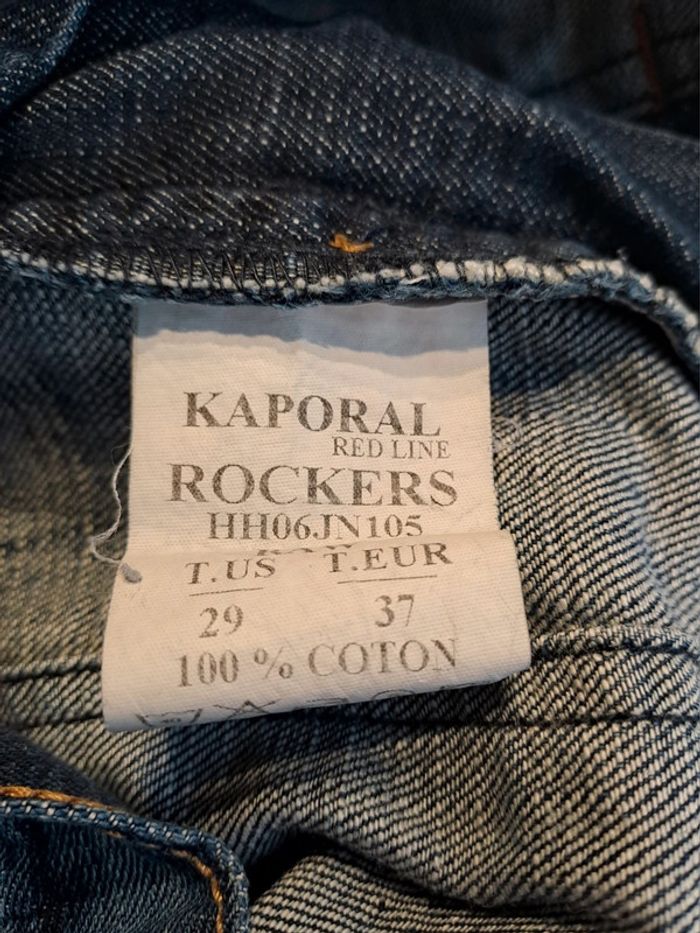 KAPORAL
RED LINE
ROCKERS
HH06JN105
T.US T.EUR
29 37
100 % COTON